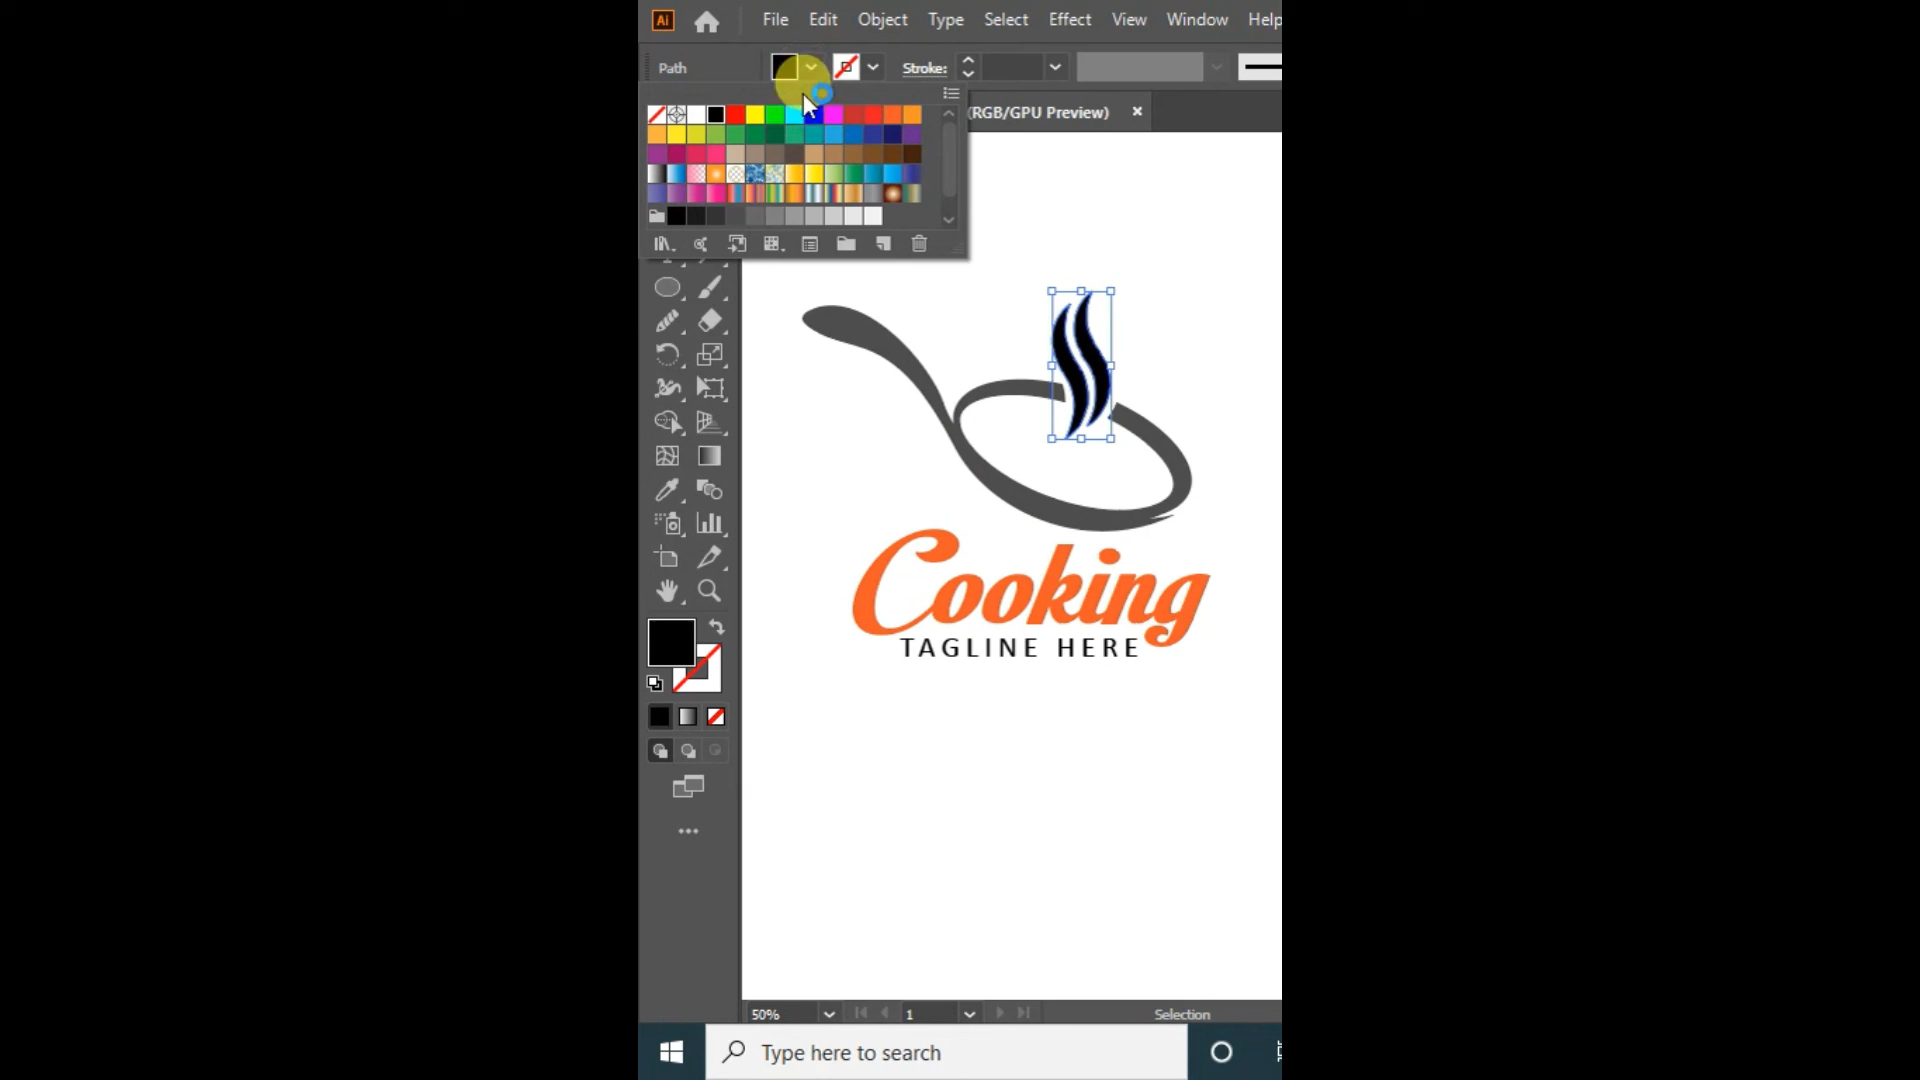 Ai File Edit Object Type Select Effect View Window Help
Path Stroke:
(RGB/GPU Preview) ×
Cooking
TAGLINE HERE
50% 1 Selection
Type here to search